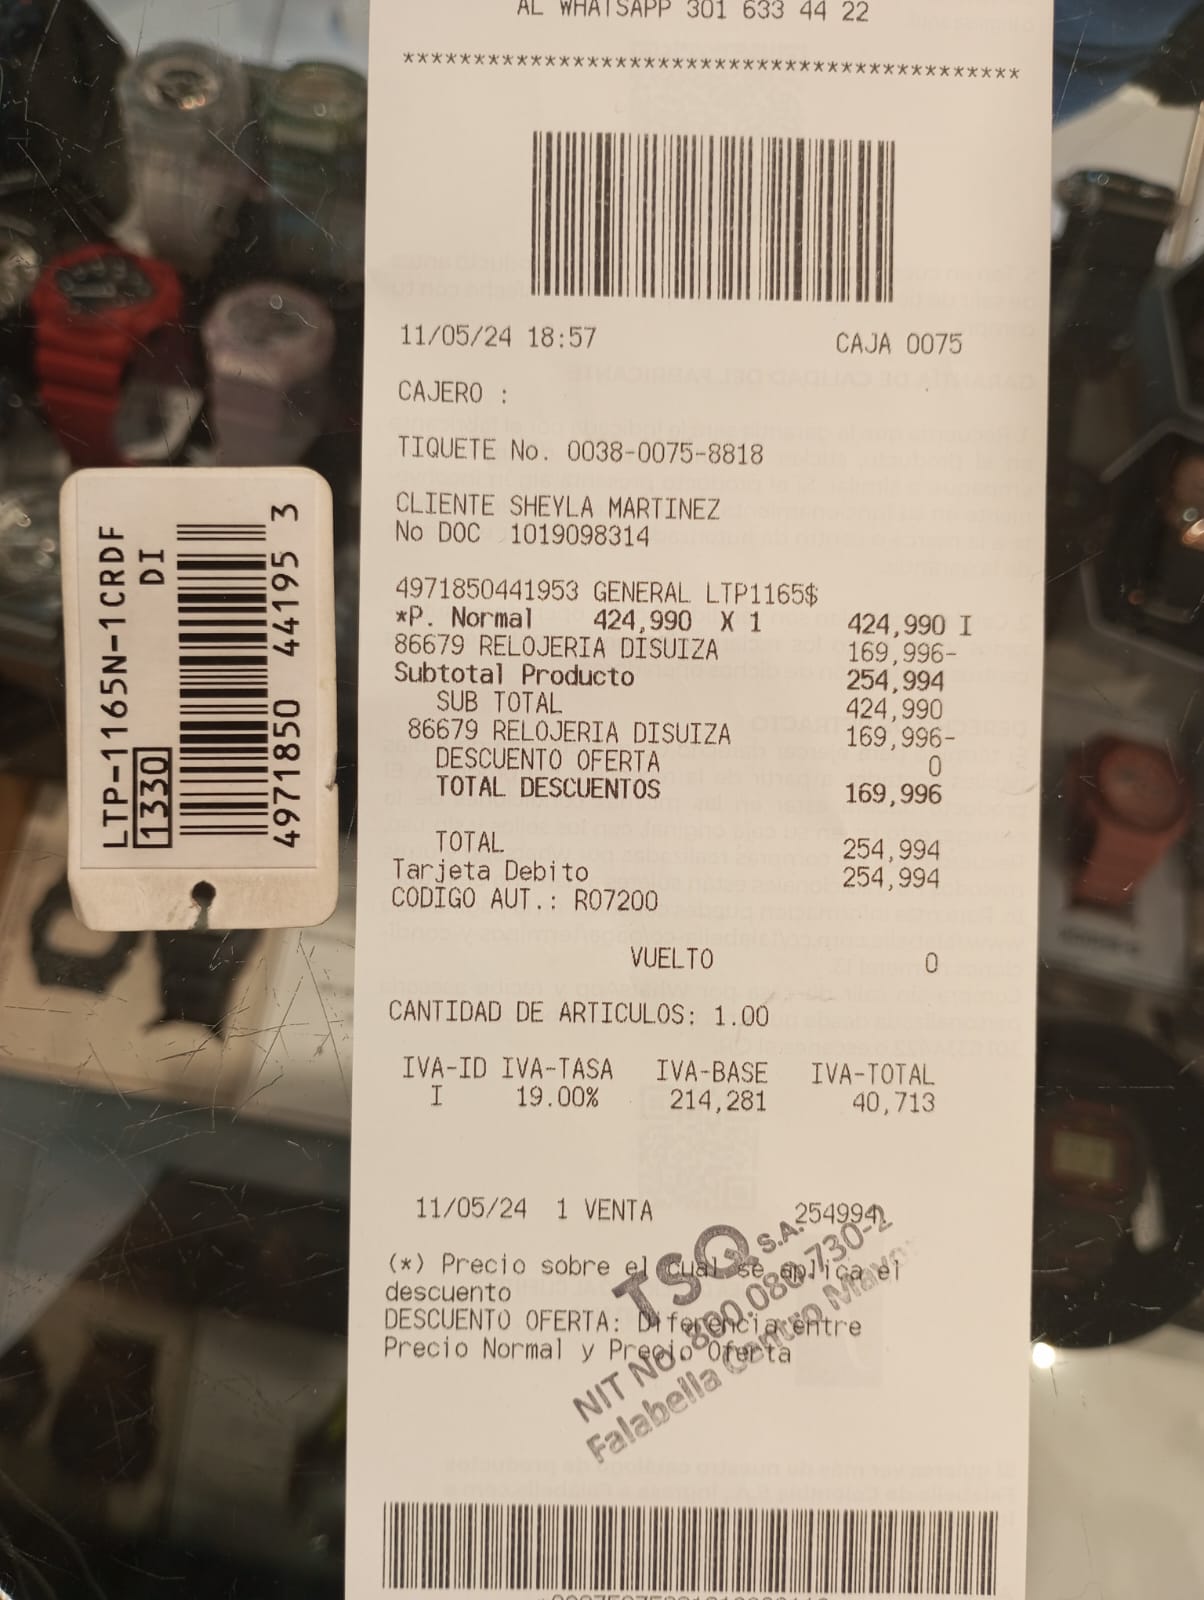 AL WHATSAPP 301 633 44 22
********************************************
11/05/24 18:57 CAJA 0075
CAJERO :
TIQUETE No. 0038-0075-8818
CLIENTE SHEYLA MARTINEZ
No DOC 1019098314
4971850441953 GENERAL LTP1165$
*P. Normal 424,990 X 1 424,990 I
86679 RELOJERIA DISUIZA 169,996-
Subtotal Producto 254,994
SUB TOTAL 424,990
86679 RELOJERIA DISUIZA 169,996-
DESCUENTO OFERTA 0
TOTAL DESCUENTOS 169,996
TOTAL 254,994
Tarjeta Debito 254,994
CODIGO AUT.: R07200
VUELTO 0
CANTIDAD DE ARTICULOS: 1.00
IVA-ID IVA-TASA IVA-BASE IVA-TOTAL
I 19.00% 214,281 40,713
11/05/24 1 VENTA 254994
(*) Precio sobre el cual se aplica el
descuento
DESCUENTO OFERTA: Diferencia entre
Precio Normal y Precio Oferta
TSQ S.A.
NIT No. 800.080.730-2
Falabella Centro Mayor
LTP-1165N-1CRDF
1330 DI
4971850 44195 3